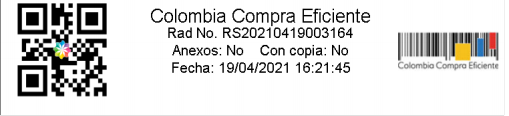 Colombia Compra Eficiente
Rad No. RS20210419003164
Anexos: No Con copia: No
Fecha: 19/04/2021 16:21:45
Colombia Compra Eficiente